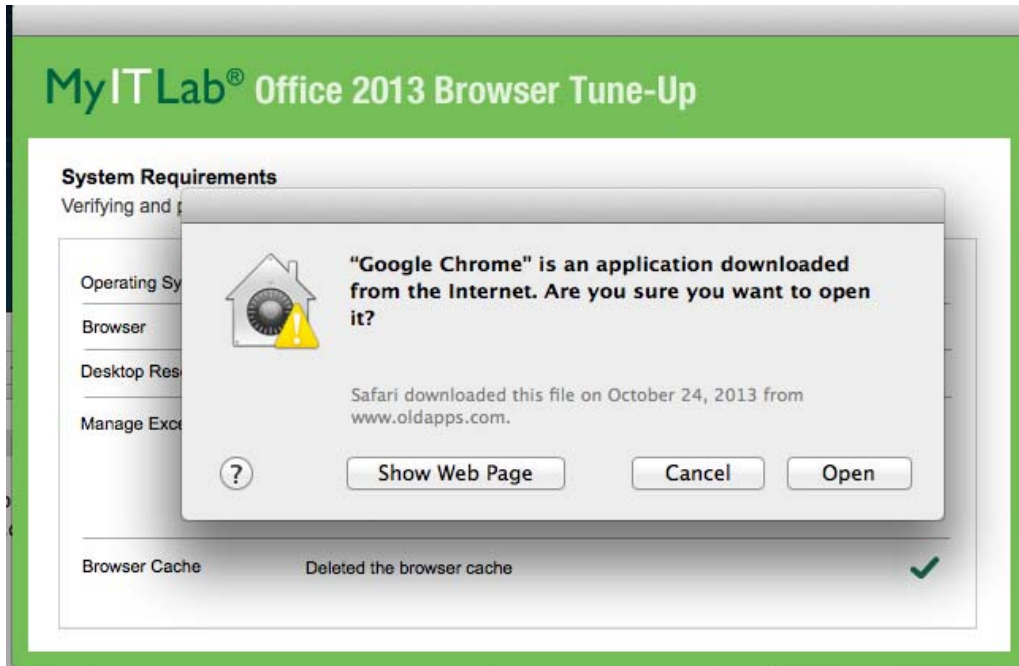 MyITLab® Office 2013 Browser Tune-Up
System Requirements
Verifying and
Operating Sy
Browser
Desktop Res
Manage Exce
"Google Chrome" is an application downloaded
from the Internet. Are you sure you want to open
it?
Safari downloaded this file on October 24, 2013 from
www.oldapps.com.
?
Show Web Page
Cancel
Open
Browser Cache
Deleted the browser cache